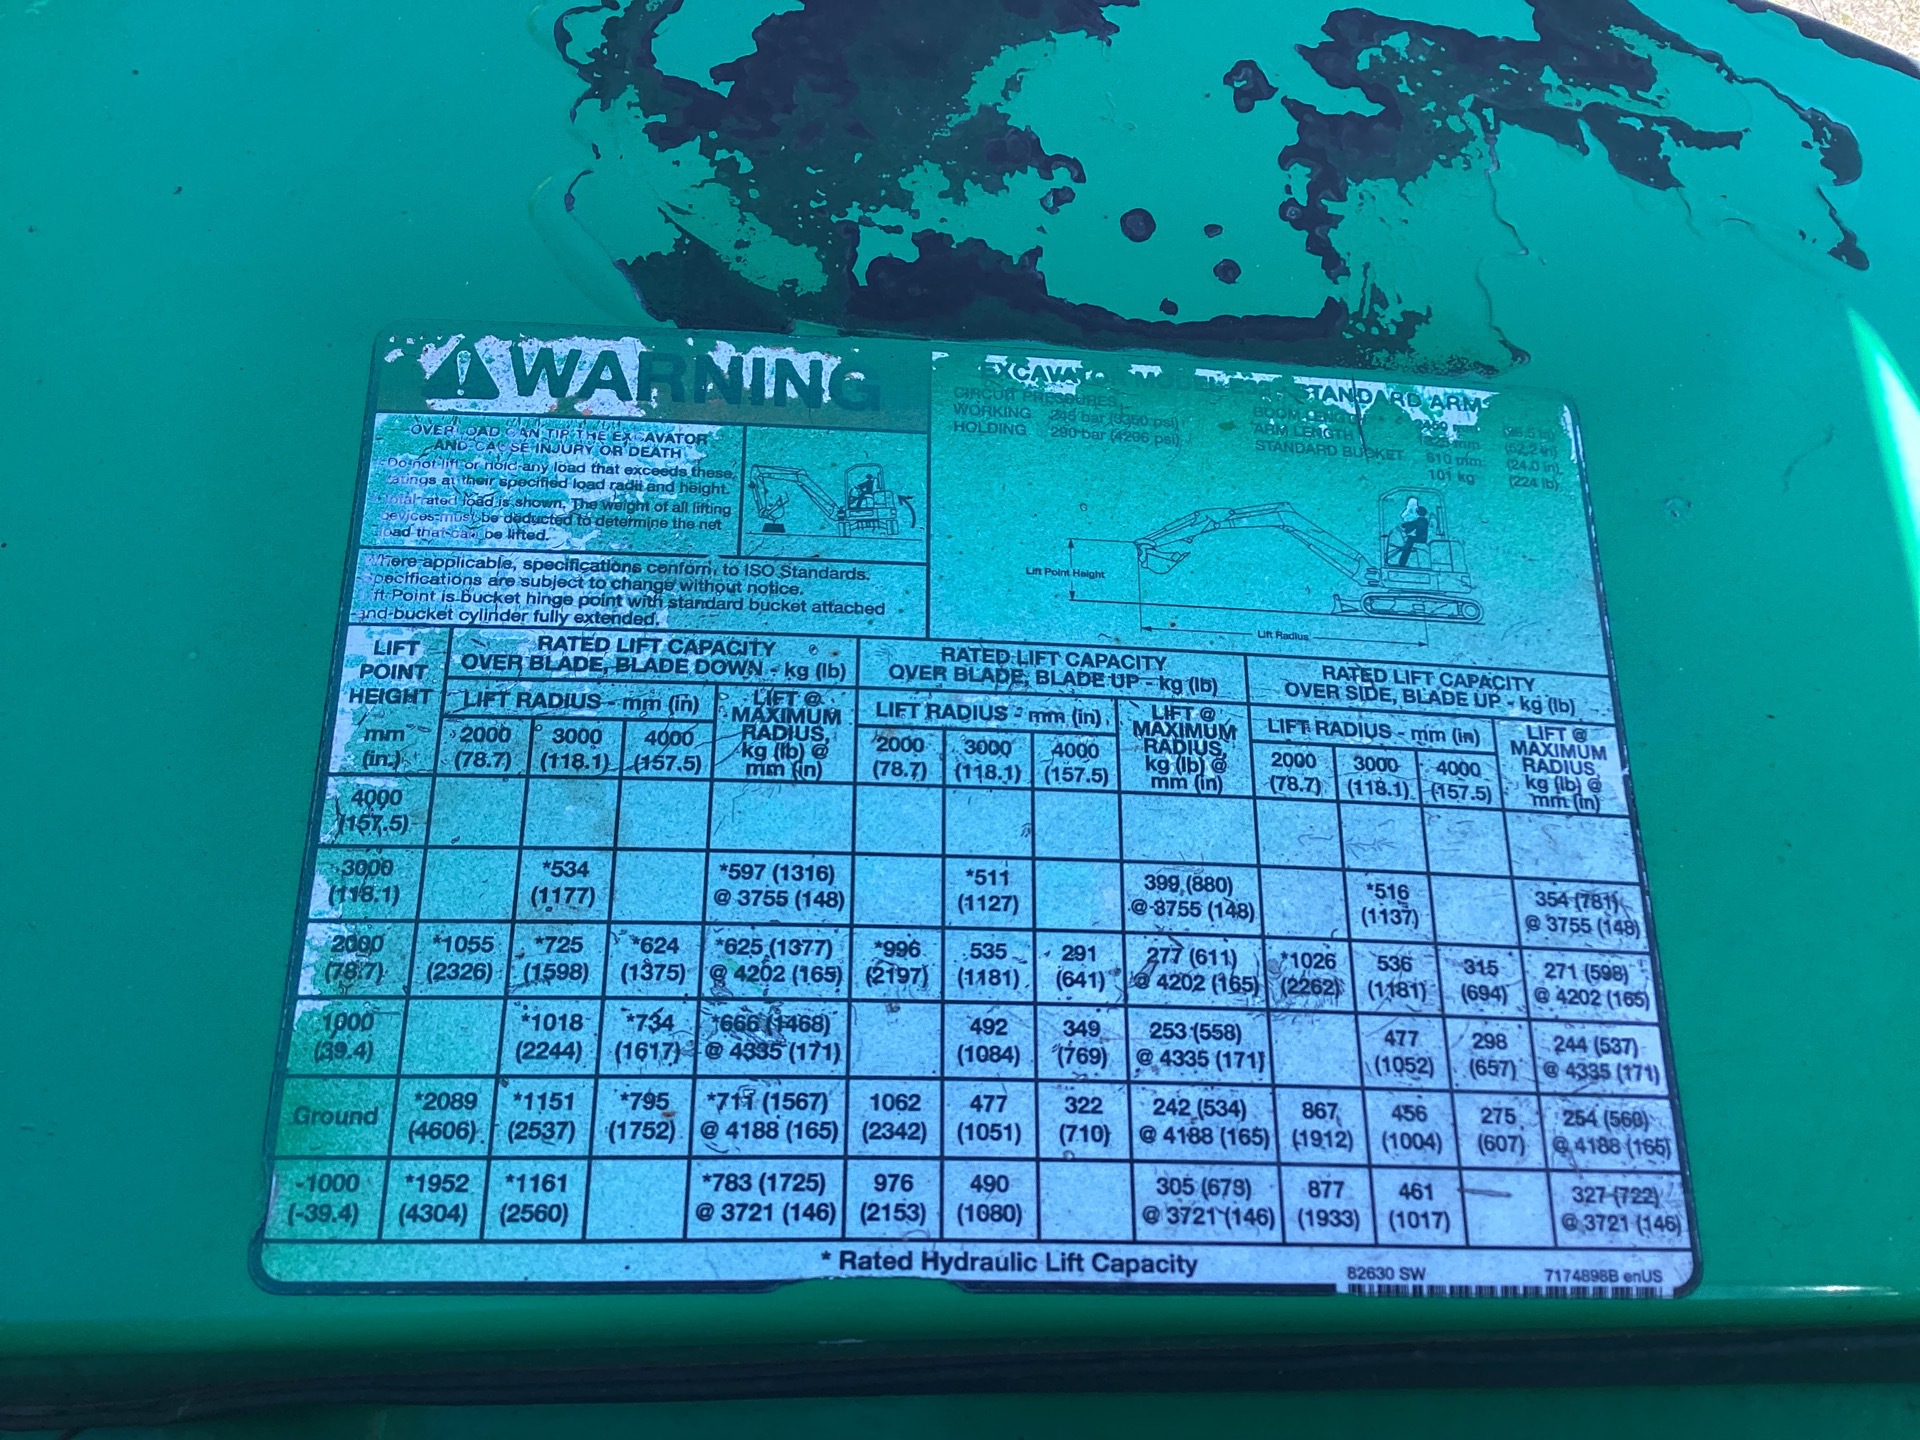 WARNING
EXCAVATOR MODEL STANDARD ARM
CIRCUIT PRESSURES
WORKING
HOLDING 290 bar (4206 psi)
BOOM LENGTH
ARM LENGTH
STANDARD BUCKET 610 mm (24.0 in)
101 kg (224 lb)
OVERLOAD CAN TIP THE EXCAVATOR
AND CAUSE INJURY OR DEATH
Do not lift or hold any load that exceeds these
ratings at their specified load radii and height.
Total rated load is shown. The weight of all lifting
devices must be deducted to determine the net
load that can be lifted.
Where applicable, specifications conform to ISO Standards.
Specifications are subject to change without notice.
Lift Point is bucket hinge point with standard bucket attached
and bucket cylinder fully extended.
Lift Point Height
Lift Radius
LIFT POINT HEIGHT mm (in.)
RATED LIFT CAPACITY
OVER BLADE, BLADE DOWN - kg (lb)
RATED LIFT CAPACITY
OVER BLADE, BLADE UP - kg (lb)
RATED LIFT CAPACITY
OVER SIDE, BLADE UP - kg (lb)
LIFT RADIUS - mm (in) LIFT @ MAXIMUM RADIUS, kg (lb) @ mm (in) LIFT RADIUS - mm (in) LIFT @ MAXIMUM RADIUS, kg (lb) @ mm (in) LIFT RADIUS - mm (in) LIFT @ MAXIMUM RADIUS, kg (lb) @ mm (in)
2000 3000 4000 2000 3000 4000 2000 3000 4000
(78.7) (118.1) (157.5) (78.7) (118.1) (157.5) (78.7) (118.1) (157.5)
4000
(157.5)
3000 *534 *597 (1316) *511 399 (880) *516 354 (781)
(118.1) (1177) @ 3755 (148) (1127) @ 3755 (148) (1137) @ 3755 (148)
2000 *1055 *725 *624 *625 (1377) *996 535 291 277 (611) *1026 536 315 271 (598)
(78.7) (2326) (1598) (1375) @ 4202 (165) (2197) (1181) (641) @ 4202 (165) (2262) (1181) (694) @ 4202 (165)
1000 *1018 *734 *666 (1468) 492 349 253 (558) 477 298 244 (537)
(39.4) (2244) (1617) @ 4335 (171) (1084) (769) @ 4335 (171) (1052) (657) @ 4335 (171)
Ground *2089 *1151 *795 *711 (1567) 1062 477 322 242 (534) 867 456 275 254 (560)
(4606) (2537) (1752) @ 4188 (165) (2342) (1051) (710) @ 4188 (165) (1912) (1004) (607) @ 4188 (165)
-1000 *1952 *1161 *783 (1725) 976 490 305 (673) 877 461 327 (722)
(-39.4) (4304) (2560) @ 3721 (146) (2153) (1080) @ 3721 (146) (1933) (1017) @ 3721 (146)
* Rated Hydraulic Lift Capacity
82630 SW 7174898B enUS